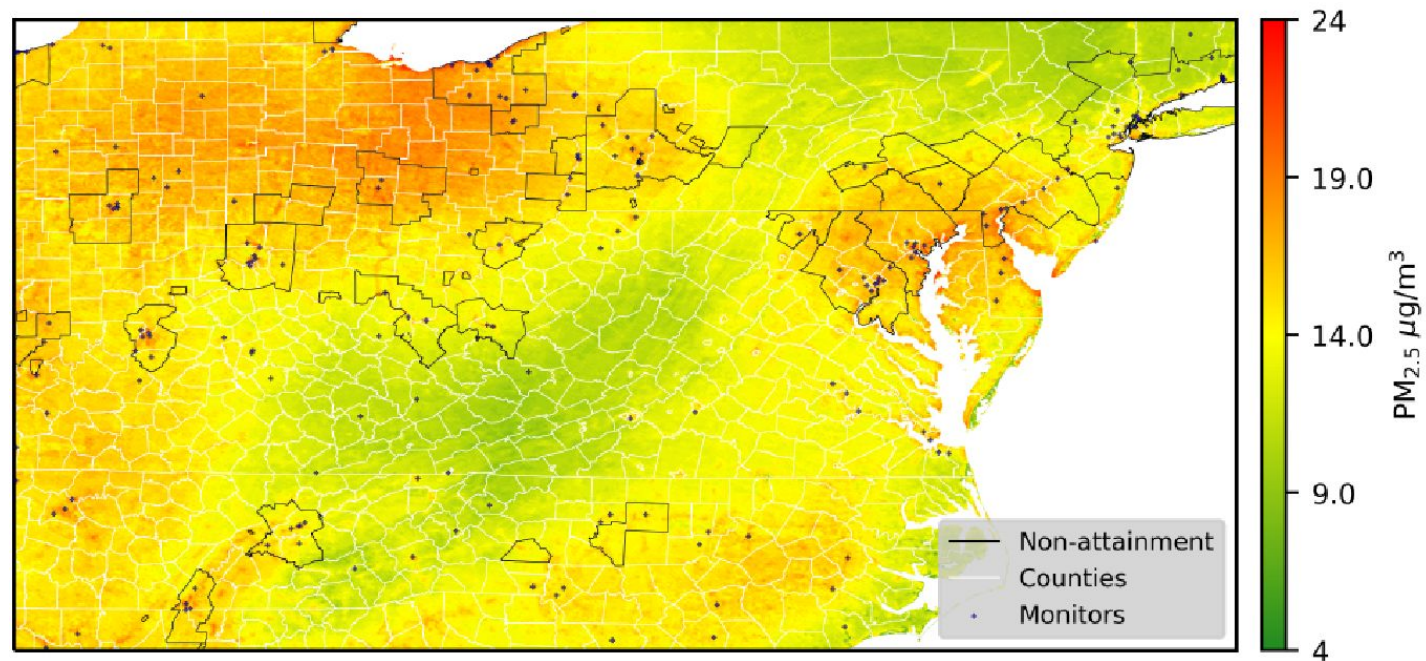 24
19.0
14.0
9.0
4
PM2.5 μg/m3
Non-attainment
Counties
Monitors